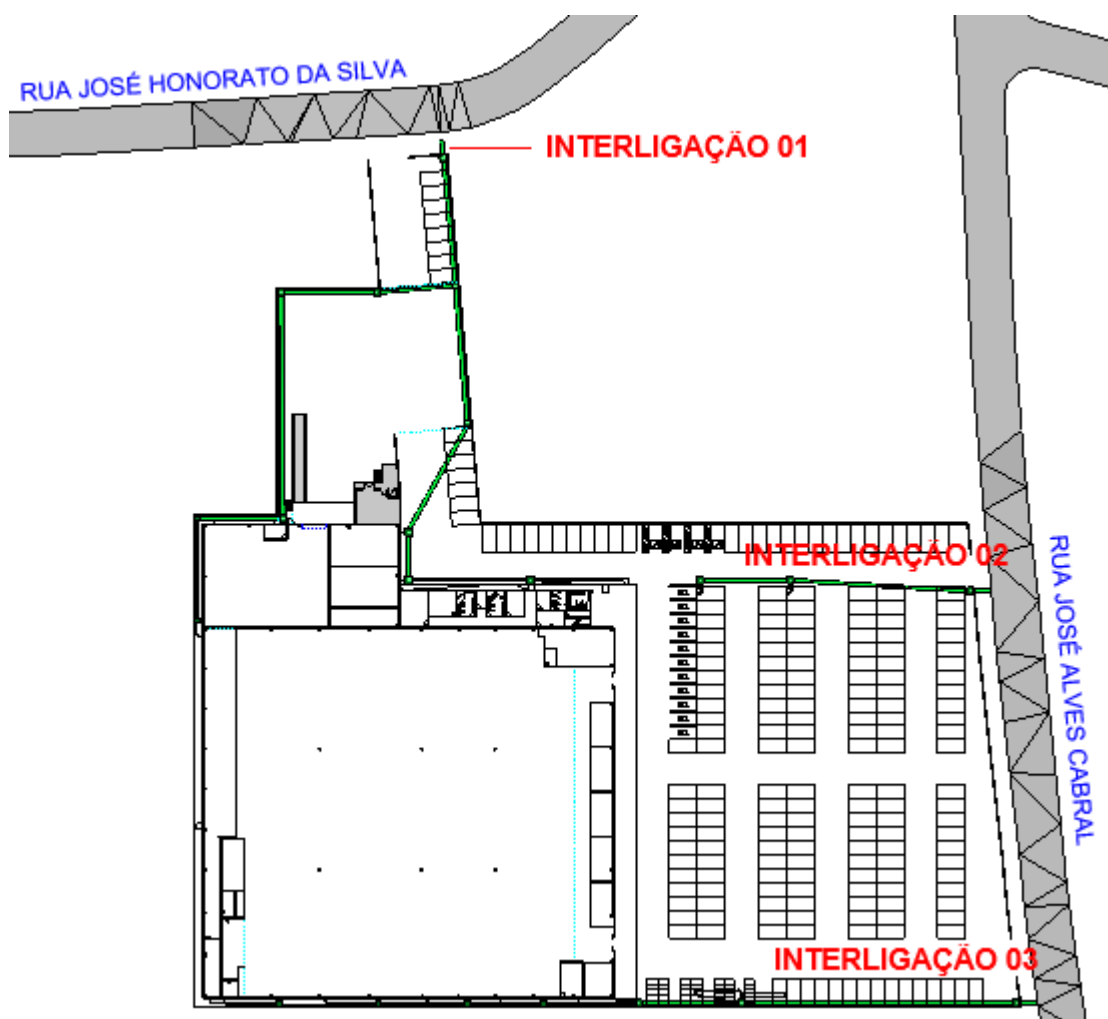 RUA JOSÉ HONORATO DA SILVA
INTERLIGAÇÃO 01
INTERLIGAÇÃO 02
RUA JOSÉ ALVES CABRAL
INTERLIGAÇÃO 03